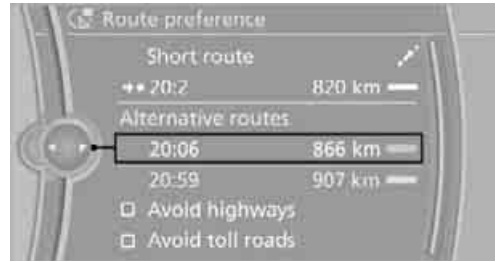 Route preference
Short route
20:2 820 km
Alternative routes
20:06 866 km
20:59 907 km
Avoid highways
Avoid toll roads